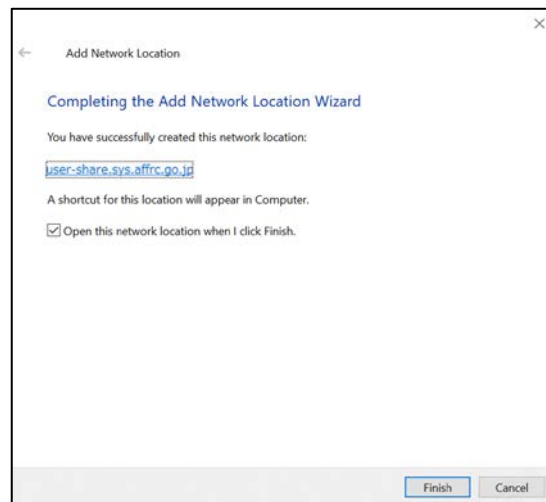 Add Network Location
Completing the Add Network Location Wizard
You have successfully created this network location:
user-share.sys.affrc.go.jp
A shortcut for this location will appear in Computer.
Open this network location when I click Finish.
Finish
Cancel